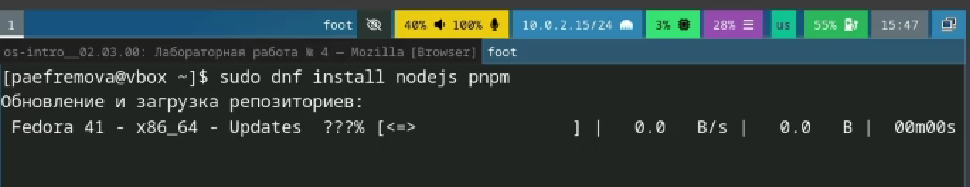 1 foot 40% 100% 10.0.2.15/24 3% 28% us 55% 15:47
os-intro__02.03.00: Лабораторная работа № 4 — Mozilla [Browser] foot
[paefremova@vbox ~]$ sudo dnf install nodejs pnpm
Обновление и загрузка репозиториев:
Fedora 41 - x86_64 - Updates ???% [<=> ] | 0.0 B/s | 0.0 B | 00m00s